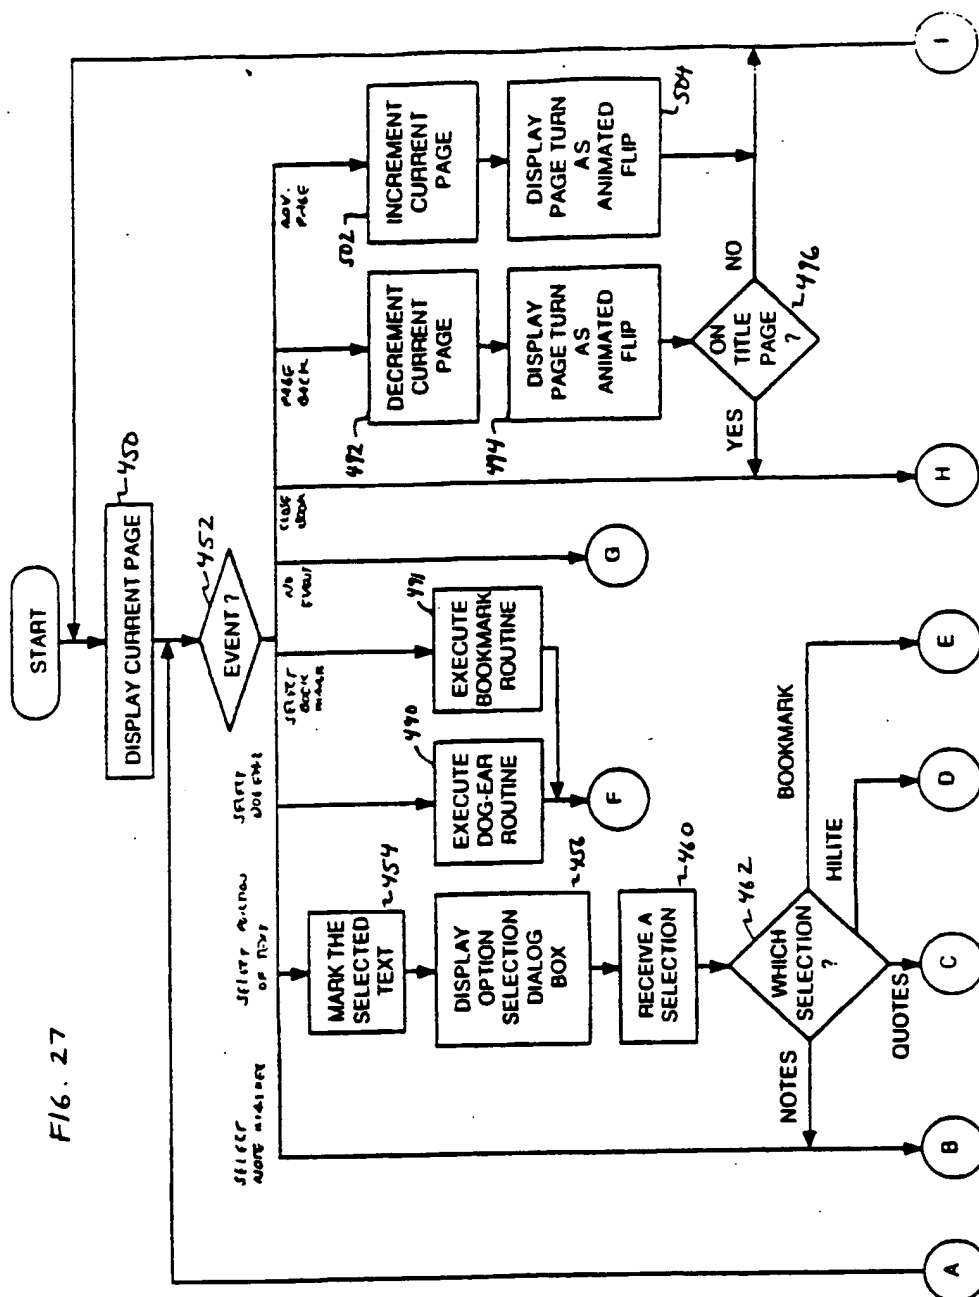 FIG. 27
START
DISPLAY CURRENT PAGE
450
EVENT ?
452
SELECT
NOTE
SELECT PORTION
OF TEXT
SELECT
DOG EAR
SELECT
BOOK
MARK
NO
EVENT
CLOSE
BOOK
PAGE
BACK
ADV.
PAGE
MARK THE
SELECTED
TEXT
454
DISPLAY
OPTION
SELECTION
DIALOG
BOX
456
RECEIVE A
SELECTION
460
WHICH
SELECTION
?
462
NOTES
QUOTES
HILITE
BOOKMARK
490
EXECUTE
DOG-EAR
ROUTINE
491
EXECUTE
BOOKMARK
ROUTINE
492
DECREMENT
CURRENT
PAGE
494
DISPLAY
PAGE TURN
AS
ANIMATED
FLIP
ON
TITLE
PAGE
?
496
YES
NO
502
INCREMENT
CURRENT
PAGE
DISPLAY
PAGE TURN
AS
ANIMATED
FLIP
504
A
B
C
D
E
F
G
H
I